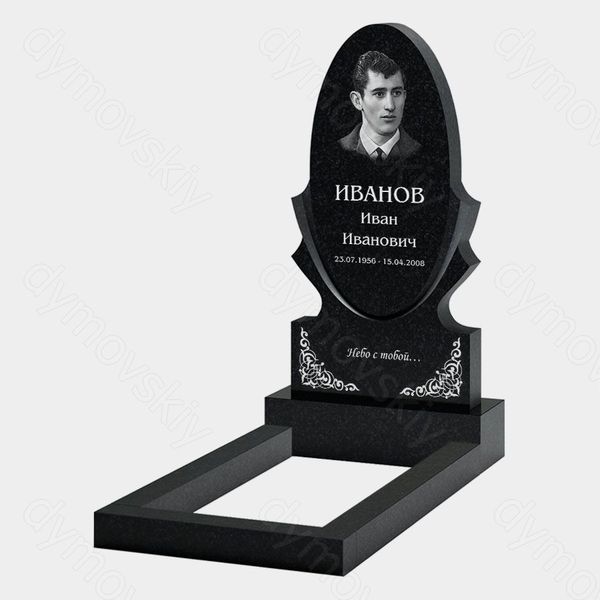 ИВАНОВ
Иван
Иванович
23.07.1956 - 15.04.2008
Небо с тобой...
dymovskiy